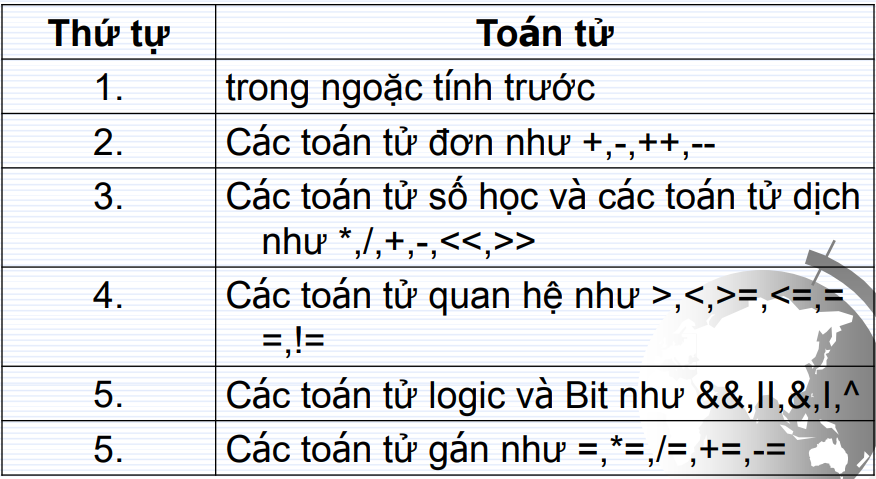 Thứ tự Toán tử
1. trong ngoặc tính trước
2. Các toán tử đơn như +,-,++,--
3. Các toán tử số học và các toán tử dịch
như *,/,+,-,<<,>>
4. Các toán tử quan hệ như >,<,>=,<=,=
=,!=
5. Các toán tử logic và Bit như &&,II,&,I,^
5. Các toán tử gán như =,*=,/=,+=,-=